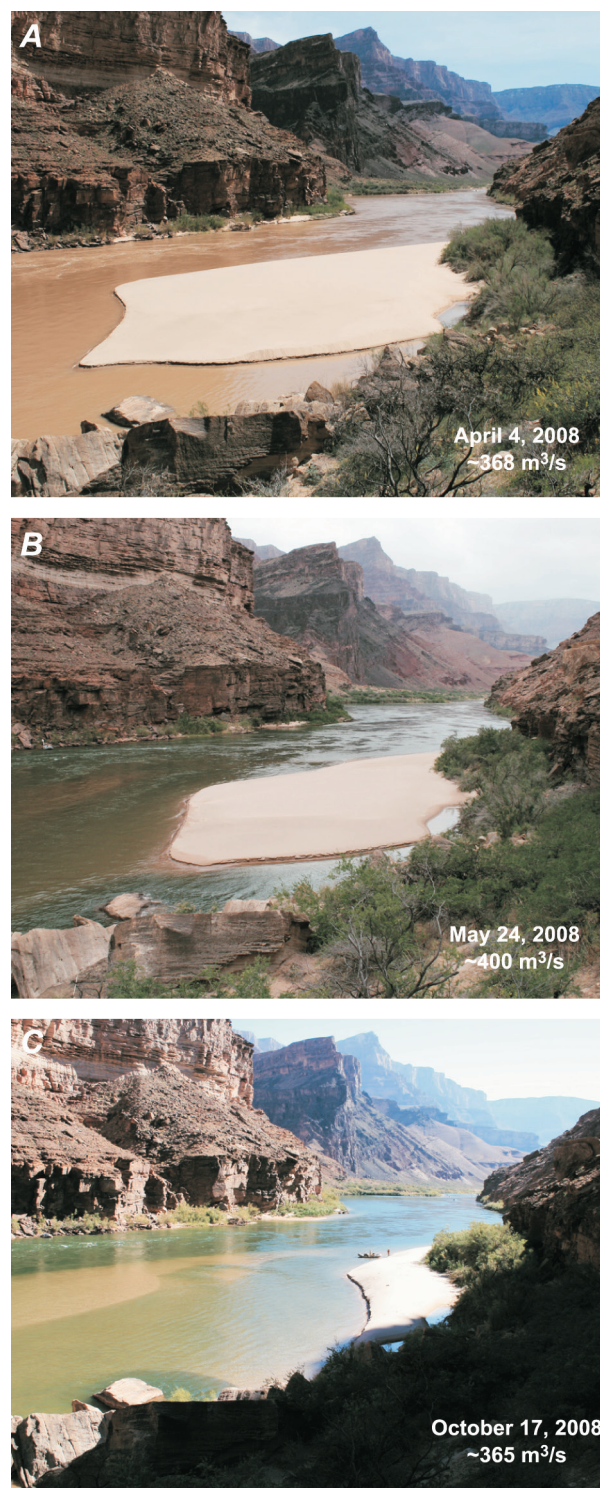 A
April 4, 2008
~368 m³/s
B
May 24, 2008
~400 m³/s
C
October 17, 2008
~365 m³/s